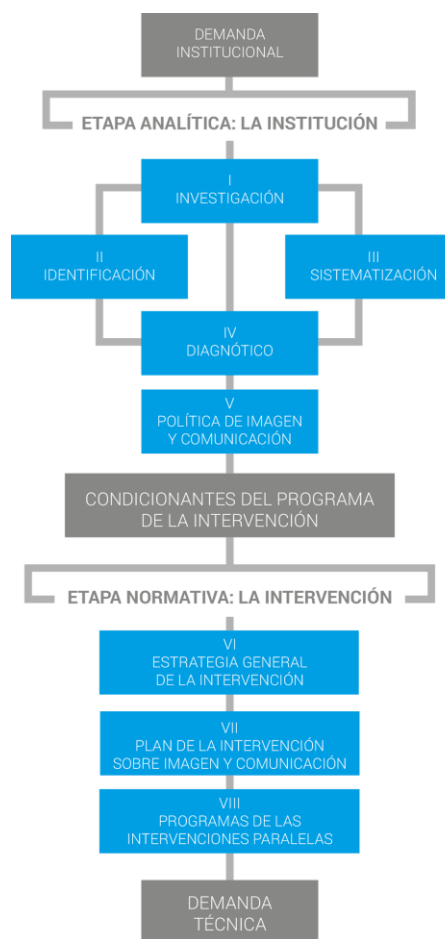 DEMANDA
INSTITUCIONAL
ETAPA ANALÍTICA: LA INSTITUCIÓN
I
INVESTIGACIÓN
II
IDENTIFICACIÓN
III
SISTEMATIZACIÓN
IV
DIAGNÓTICO
V
POLÍTICA DE IMAGEN
Y COMUNICACIÓN
CONDICIONANTES DEL PROGRAMA
DE LA INTERVENCIÓN
ETAPA NORMATIVA: LA INTERVENCIÓN
VI
ESTRATEGIA GENERAL
DE LA INTERVENCIÓN
VII
PLAN DE LA INTERVENCIÓN
SOBRE IMAGEN Y COMUNICACIÓN
VIII
PROGRAMAS DE LAS
INTERVENCIONES PARALELAS
DEMANDA
TÉCNICA